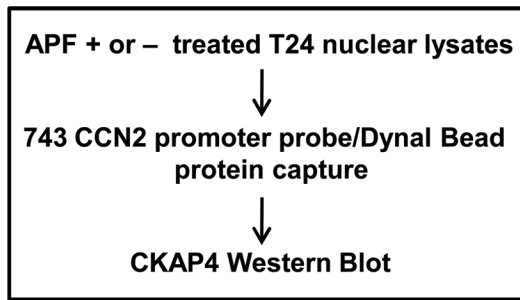 APF + or – treated T24 nuclear lysates
743 CCN2 promoter probe/Dynal Bead
protein capture
CKAP4 Western Blot